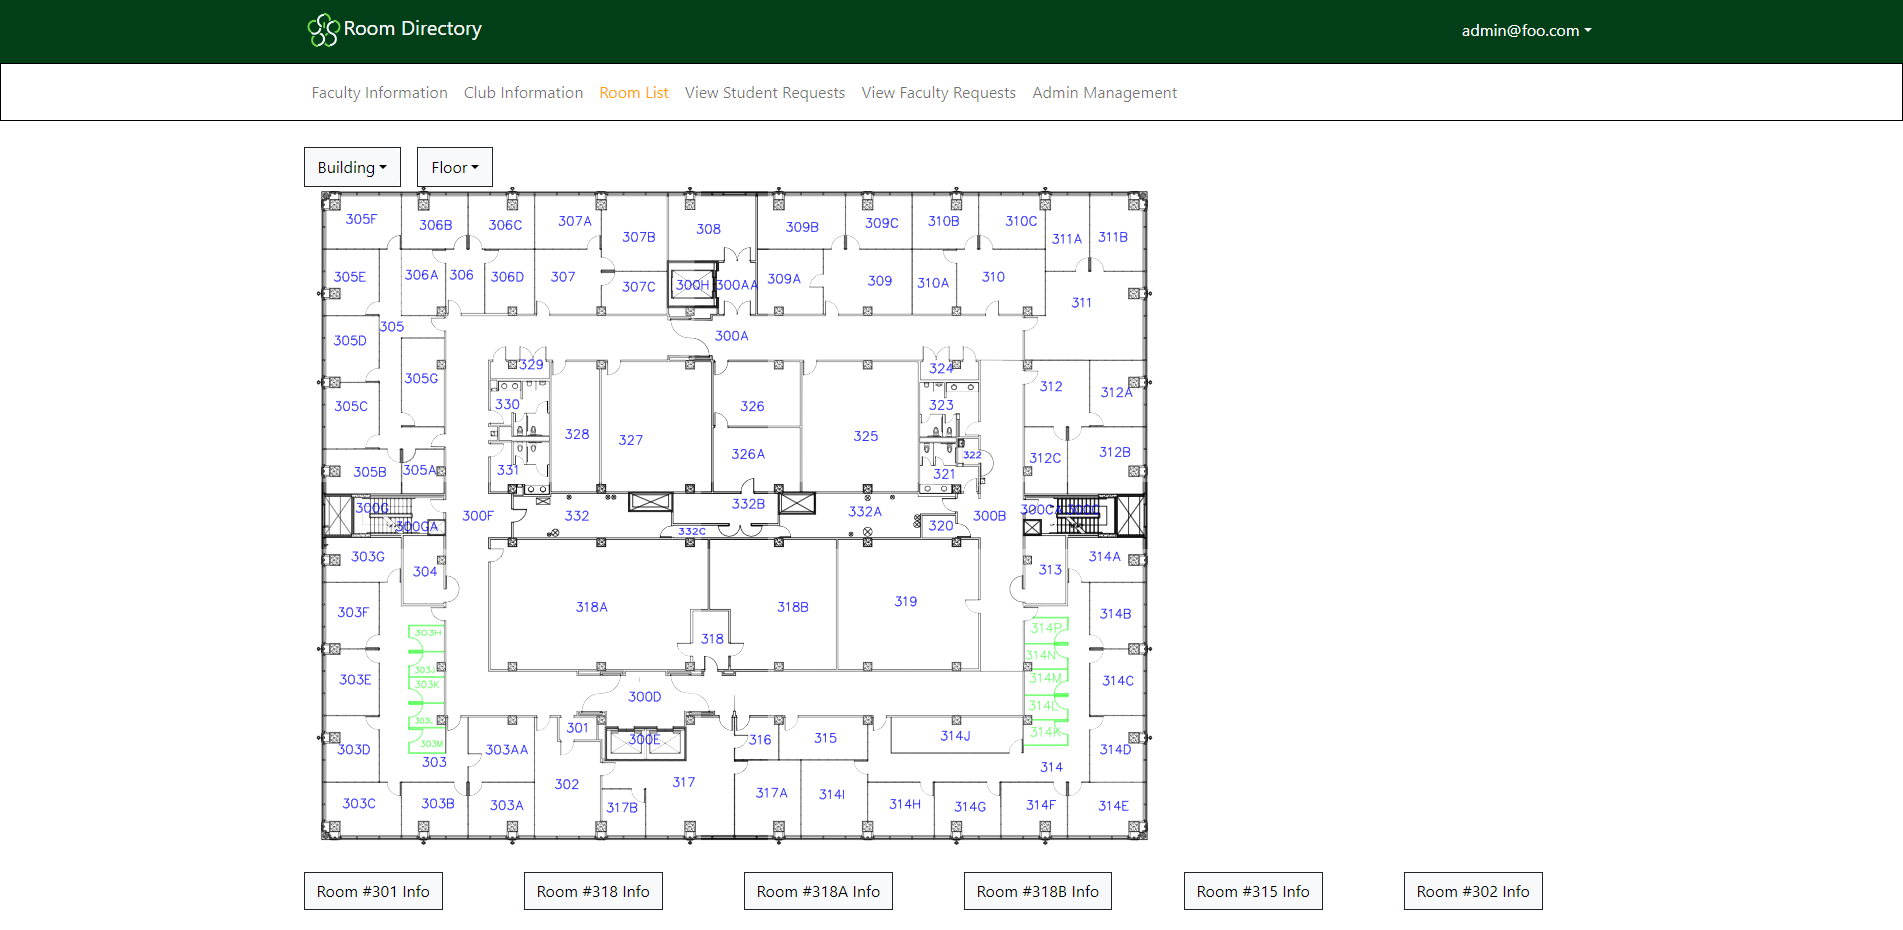 Room Directory
admin@foo.com
Faculty Information Club Information Room List View Student Requests View Faculty Requests Admin Management
Building Floor
305F 306B 306C 307A 307B 308 309B 309C 310B 310C 311A 311B
305E 306A 306 306D 307 307C 300H 300AA 309A 309 310A 310 311
305 305D 300A
329 324
305G 305C 330 328 327 326 325 323 312 312A
305B 305A 331 326A 321 322 312C 312B
300G 300GA 300F 332 332B 332C 332A 320 300B 300CA 300C
303G 304 313 314A
303F 318A 318B 319 314B
303H 318 314P
303E 303J 314N 314C
303K 314M
303L 300D 314L
303D 303M 303AA 301 300E 316 315 314J 314K 314D
303 302 317 314
303C 303B 303A 317B 317A 314I 314H 314G 314F 314E
Room #301 Info Room #318 Info Room #318A Info Room #318B Info Room #315 Info Room #302 Info